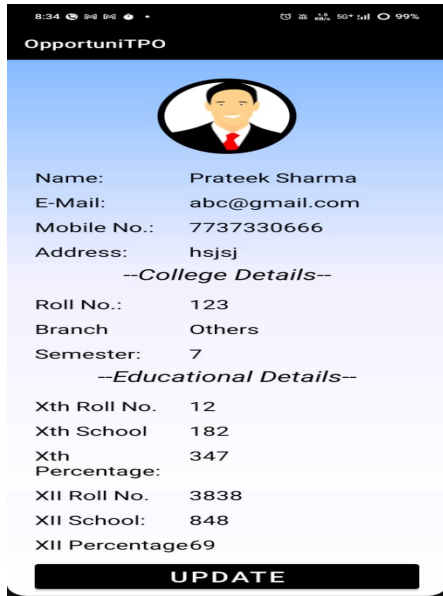 8:34
5G+ 99%
OpportuniTPO
Name: Prateek Sharma
E-Mail: abc@gmail.com
Mobile No.: 7737330666
Address: hsjsj
--College Details--
Roll No.: 123
Branch Others
Semester: 7
--Educational Details--
Xth Roll No. 12
Xth School 182
Xth 347
Percentage:
XII Roll No. 3838
XII School: 848
XII Percentage69
UPDATE